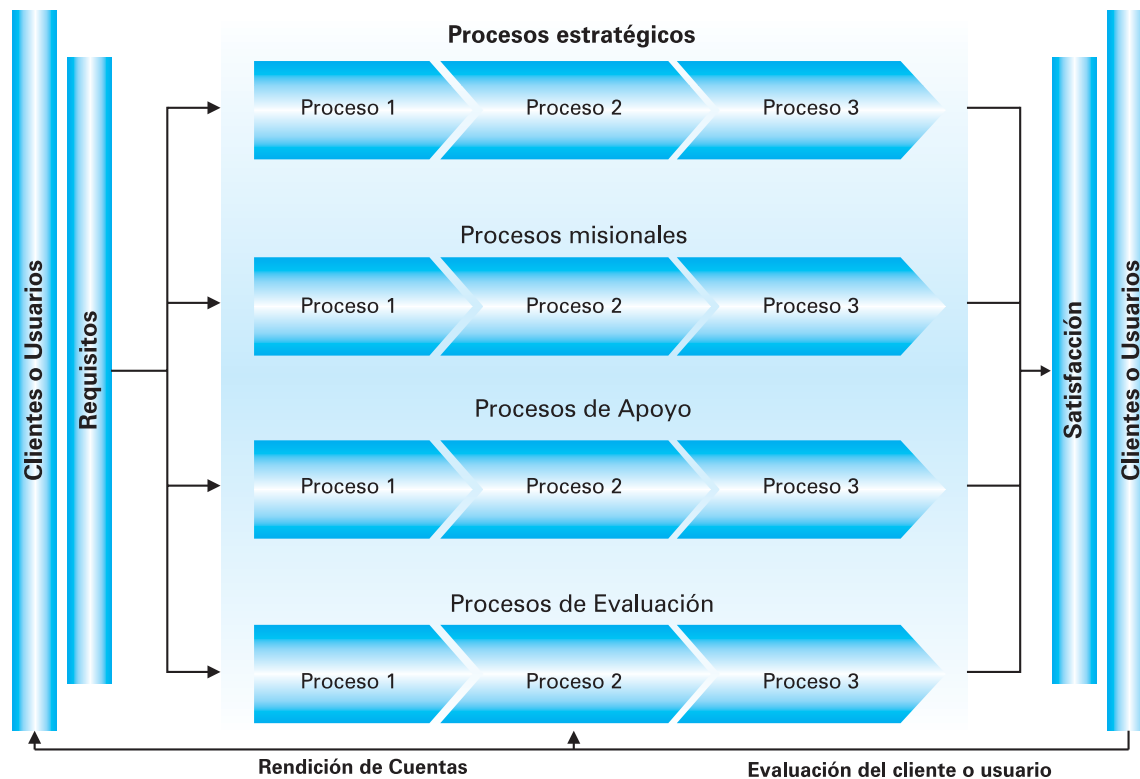 Clientes o Usuarios
Requisitos
Procesos estratégicos
Proceso 1
Proceso 2
Proceso 3
Procesos misionales
Proceso 1
Proceso 2
Proceso 3
Procesos de Apoyo
Proceso 1
Proceso 2
Proceso 3
Procesos de Evaluación
Proceso 1
Proceso 2
Proceso 3
Satisfacción
Clientes o Usuarios
Rendición de Cuentas
Evaluación del cliente o usuario